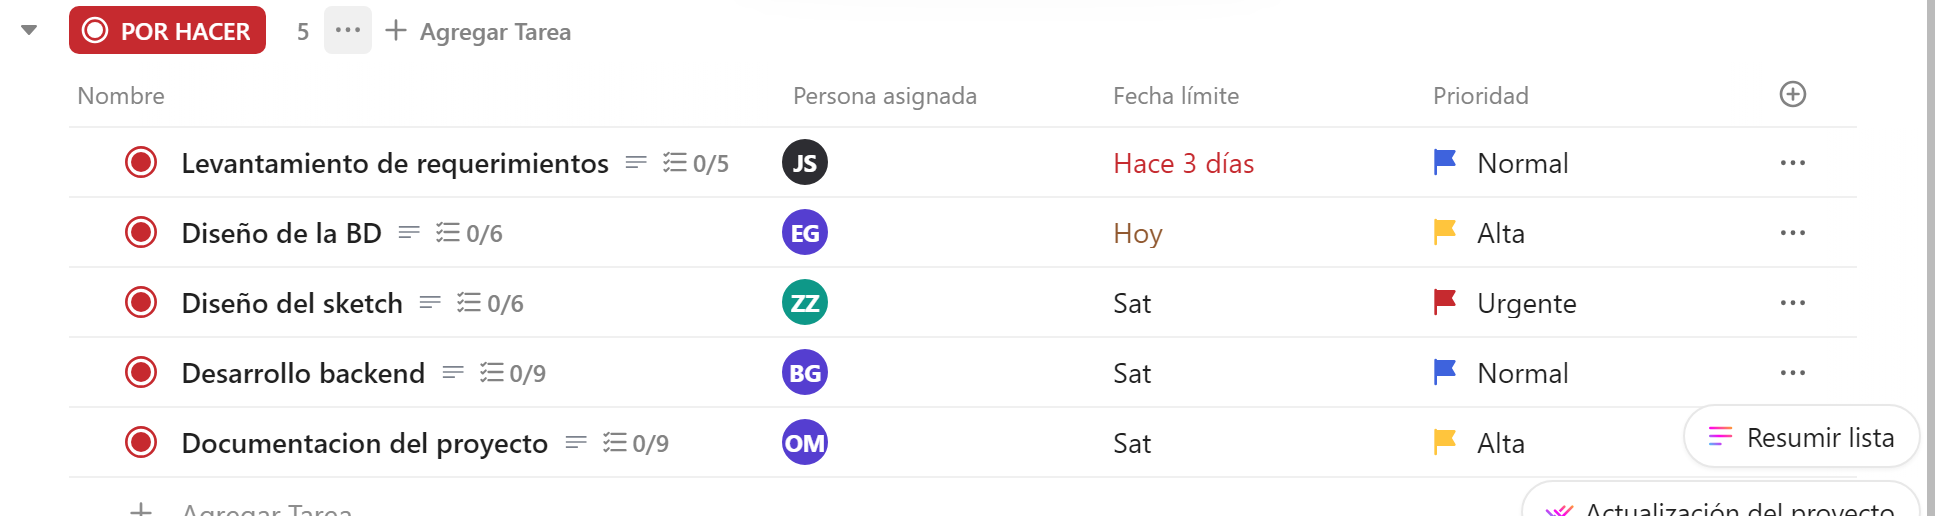 POR HACER 5 ... + Agregar Tarea
Nombre Persona asignada Fecha límite Prioridad
Levantamiento de requerimientos 0/5 JS Hace 3 días Normal
Diseño de la BD 0/6 EG Hoy Alta
Diseño del sketch 0/6 ZZ Sat Urgente
Desarrollo backend 0/9 BG Sat Normal
Documentacion del proyecto 0/9 OM Sat Alta
Resumir lista
+ Agregar Tarea
Actualización del proyecto